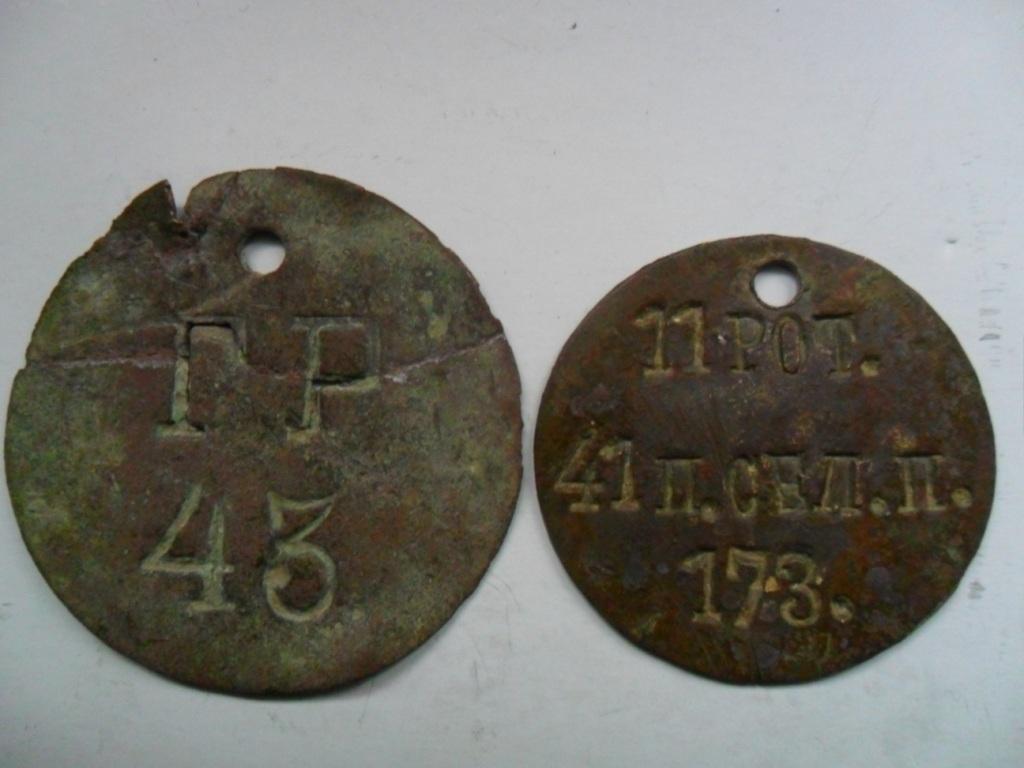 ГР
43
11 РОТ.
41 П. СЕЛ. П.
173.